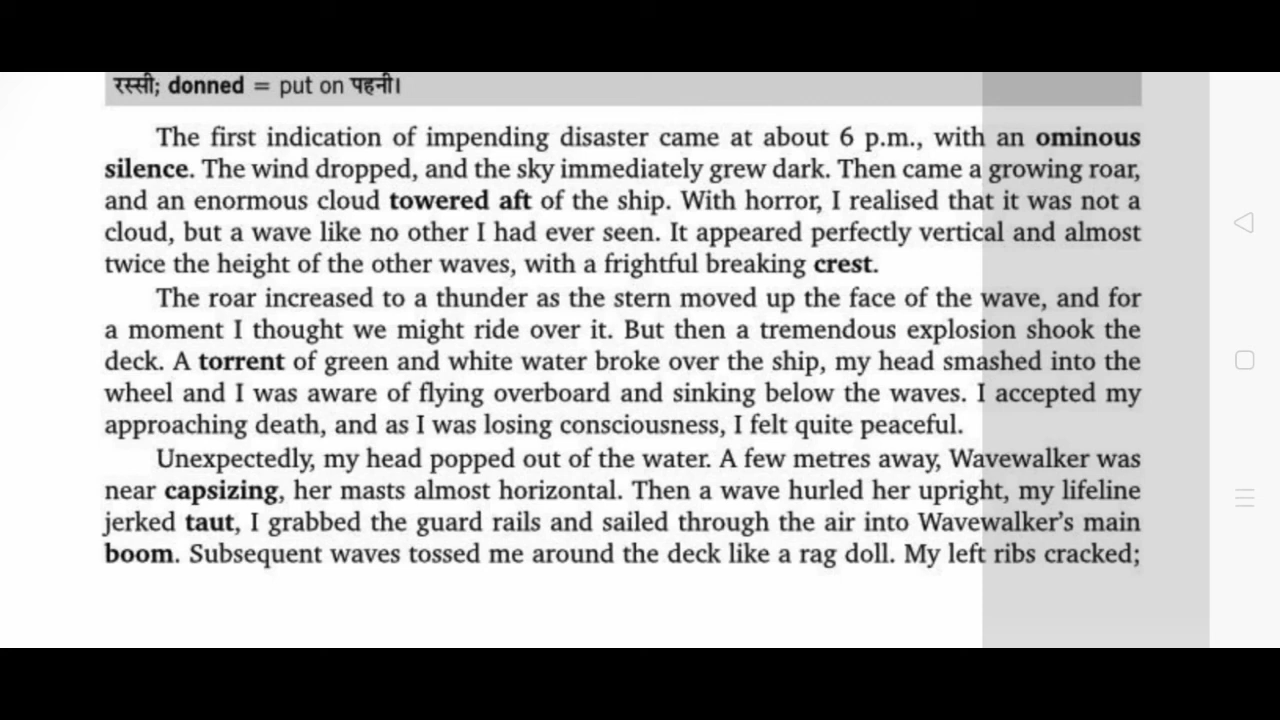 रस्सी; donned = put on पहनी।
The first indication of impending disaster came at about 6 p.m., with an ominous
silence. The wind dropped, and the sky immediately grew dark. Then came a growing roar,
and an enormous cloud towered aft of the ship. With horror, I realised that it was not a
cloud, but a wave like no other I had ever seen. It appeared perfectly vertical and almost
twice the height of the other waves, with a frightful breaking crest.
The roar increased to a thunder as the stern moved up the face of the wave, and for
a moment I thought we might ride over it. But then a tremendous explosion shook the
deck. A torrent of green and white water broke over the ship, my head smashed into the
wheel and I was aware of flying overboard and sinking below the waves. I accepted my
approaching death, and as I was losing consciousness, I felt quite peaceful.
Unexpectedly, my head popped out of the water. A few metres away, Wavewalker was
near capsizing, her masts almost horizontal. Then a wave hurled her upright, my lifeline
jerked taut, I grabbed the guard rails and sailed through the air into Wavewalker's main
boom. Subsequent waves tossed me around the deck like a rag doll. My left ribs cracked;